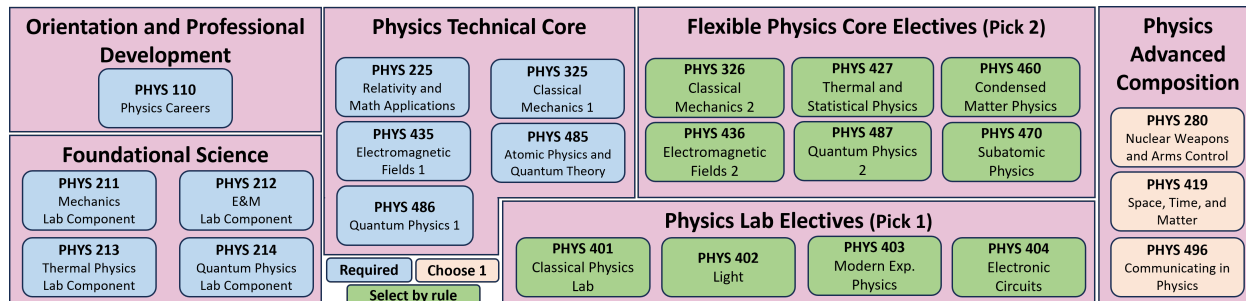 Orientation and Professional
Development
PHYS 110
Physics Careers
Foundational Science
PHYS 211
Mechanics
Lab Component
PHYS 212
E&M
Lab Component
PHYS 213
Thermal Physics
Lab Component
PHYS 214
Quantum Physics
Lab Component
Physics Technical Core
PHYS 225
Relativity and
Math Applications
PHYS 325
Classical
Mechanics 1
PHYS 435
Electromagnetic
Fields 1
PHYS 485
Atomic Physics and
Quantum Theory
PHYS 486
Quantum Physics 1
Required
Choose 1
Select by rule
Flexible Physics Core Electives (Pick 2)
PHYS 326
Classical
Mechanics 2
PHYS 427
Thermal and
Statistical Physics
PHYS 460
Condensed
Matter Physics
PHYS 436
Electromagnetic
Fields 2
PHYS 487
Quantum Physics
2
PHYS 470
Subatomic
Physics
Physics Lab Electives (Pick 1)
PHYS 401
Classical Physics
Lab
PHYS 402
Light
PHYS 403
Modern Exp.
Physics
PHYS 404
Electronic
Circuits
Physics
Advanced
Composition
PHYS 280
Nuclear Weapons
and Arms Control
PHYS 419
Space, Time, and
Matter
PHYS 496
Communicating in
Physics